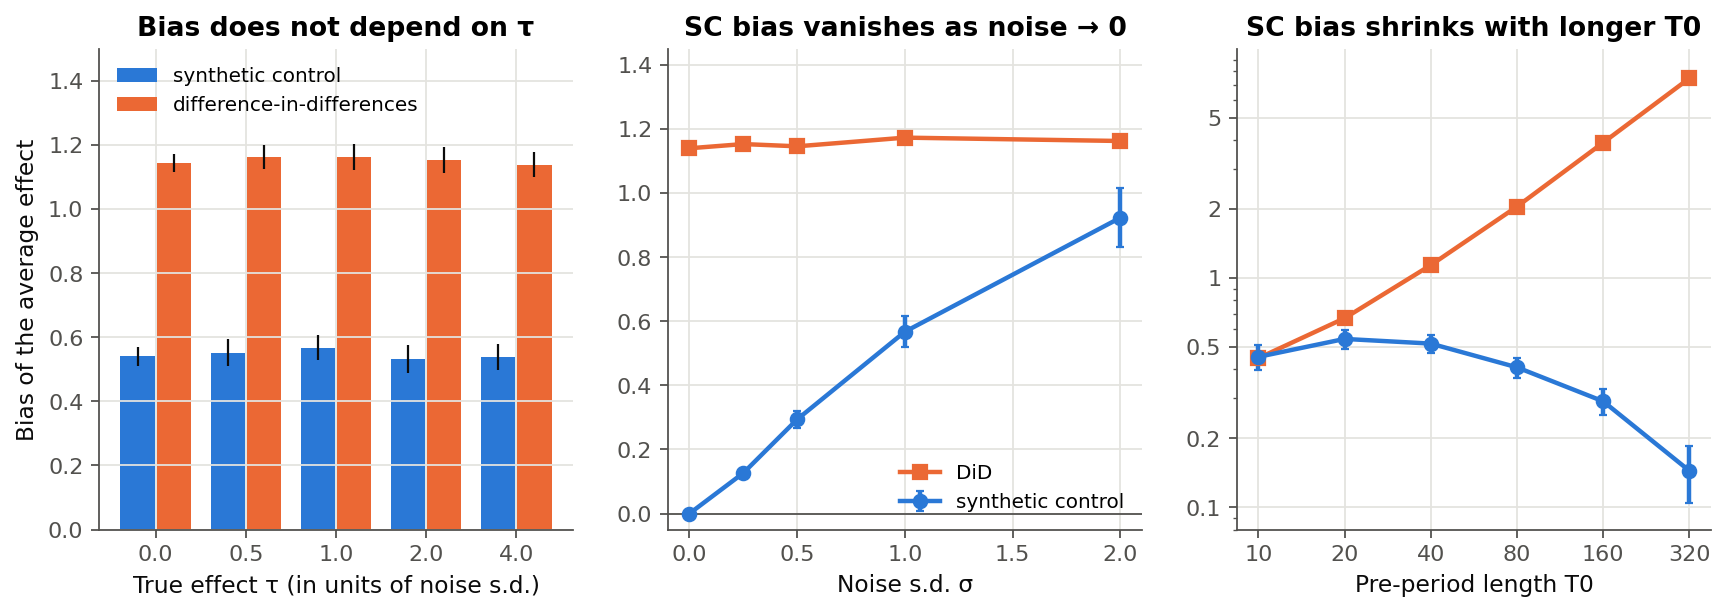 Bias does not depend on τ
Bias of the average effect
1.4
1.2
1.0
0.8
0.6
0.4
0.2
0.0
synthetic control
difference-in-differences
0.0 0.5 1.0 2.0 4.0
True effect τ (in units of noise s.d.)
SC bias vanishes as noise → 0
1.4
1.2
1.0
0.8
0.6
0.4
0.2
0.0
DiD
synthetic control
0.0 0.5 1.0 1.5 2.0
Noise s.d. σ
SC bias shrinks with longer T0
5
2
1
0.5
0.2
0.1
10 20 40 80 160 320
Pre-period length T0